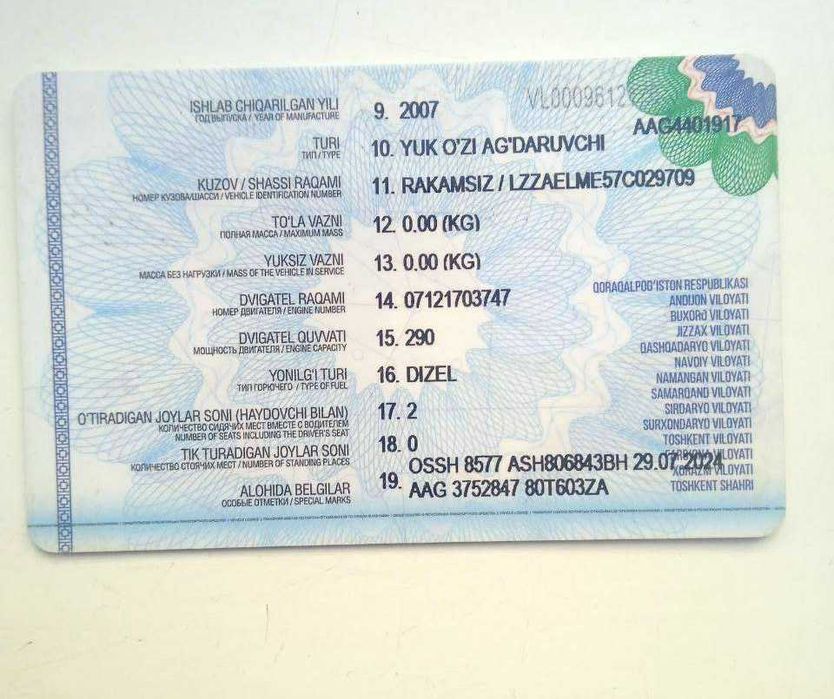 VL0009612
AAG4401917
ISHLAB CHIQARILGAN YILI
ГОД ВЫПУСКА / YEAR OF MANUFACTURE
9. 2007
TURI
ТИП / TYPE
10. YUK O'ZI AG'DARUVCHI
KUZOV / SHASSI RAQAMI
НОМЕР КУЗОВА/ШАССИ / VEHICLE IDENTIFICATION NUMBER
11. RAKAMSIZ / LZZAELME57C029709
TO'LA VAZNI
ПОЛНАЯ МАССА / MAXIMUM MASS
12. 0.00 (KG)
YUKSIZ VAZNI
МАССА БЕЗ НАГРУЗКИ / MASS OF THE VEHICLE IN SERVICE
13. 0.00 (KG)
DVIGATEL RAQAMI
НОМЕР ДВИГАТЕЛЯ / ENGINE NUMBER
14. 07121703747
DVIGATEL QUVVATI
МОЩНОСТЬ ДВИГАТЕЛЯ / ENGINE CAPACITY
15. 290
YONILG'I TURI
ТИП ГОРЮЧЕГО / TYPE OF FUEL
16. DIZEL
O'TIRADIGAN JOYLAR SONI (HAYDOVCHI BILAN)
КОЛИЧЕСТВО СИДЯЧИХ МЕСТ ВМЕСТЕ С ВОДИТЕЛЕМ
NUMBER OF SEATS INCLUDING THE DRIVER'S SEAT
17. 2
TIK TURADIGAN JOYLAR SONI
КОЛИЧЕСТВО СТОЯЧИХ МЕСТ / NUMBER OF STANDING PLACES
18. 0
ALOHIDA BELGILAR
ОСОБЫЕ ОТМЕТКИ / SPECIAL MARKS
19. OSSH 8577 ASH806843BH 29.07.2024
AAG 3752847 80T603ZA
QORAQALPOG'ISTON RESPUBLIKASI
ANDIJON VILOYATI
BUXORO VILOYATI
JIZZAX VILOYATI
QASHQADARYO VILOYATI
NAVOIY VILOYATI
NAMANGAN VILOYATI
SAMARQAND VILOYATI
SIRDARYO VILOYATI
SURXONDARYO VILOYATI
TOSHKENT VILOYATI
FARG'ONA VILOYATI
XORAZM VILOYATI
TOSHKENT SHAHRI